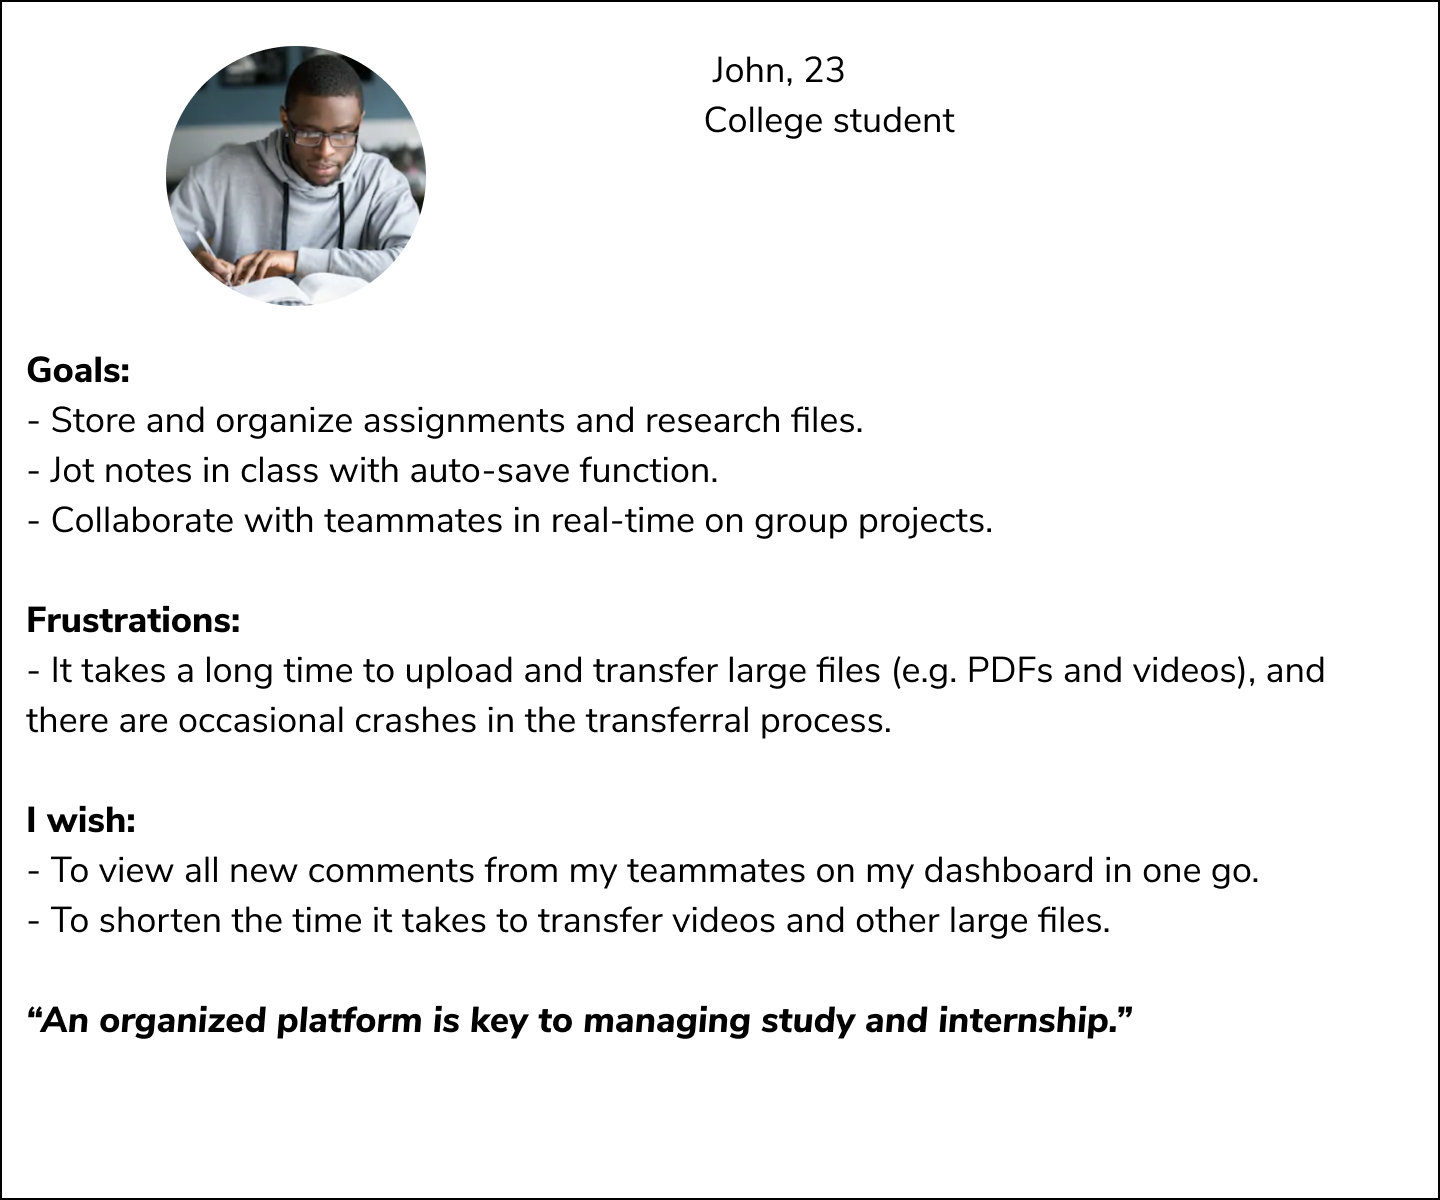 John, 23
College student
Goals:
- Store and organize assignments and research files.
- Jot notes in class with auto-save function.
- Collaborate with teammates in real-time on group projects.
Frustrations:
- It takes a long time to upload and transfer large files (e.g. PDFs and videos), and
there are occasional crashes in the transferral process.
I wish:
- To view all new comments from my teammates on my dashboard in one go.
- To shorten the time it takes to transfer videos and other large files.
“An organized platform is key to managing study and internship.”